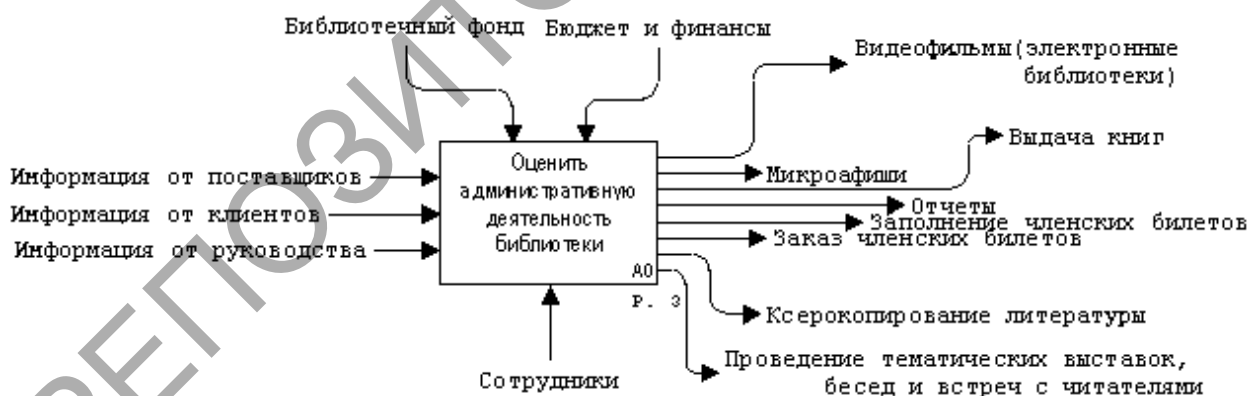 Библиотечный фонд Бюджет и финансы
Видеофильмы(электронные
библиотеки)
Выдача книг
Оценить
административную
деятельность
библиотеки
A0
P. 3
Информация от поставщиков
Информация от клиентов
Информация от руководства
Микроафиши
Отчеты
Заполнение членских билетов
Заказ членских билетов
Ксерокопирование литературы
Проведение тематических выставок,
бесед и встреч с читателями
Сотрудники
РЕПОЗИТО